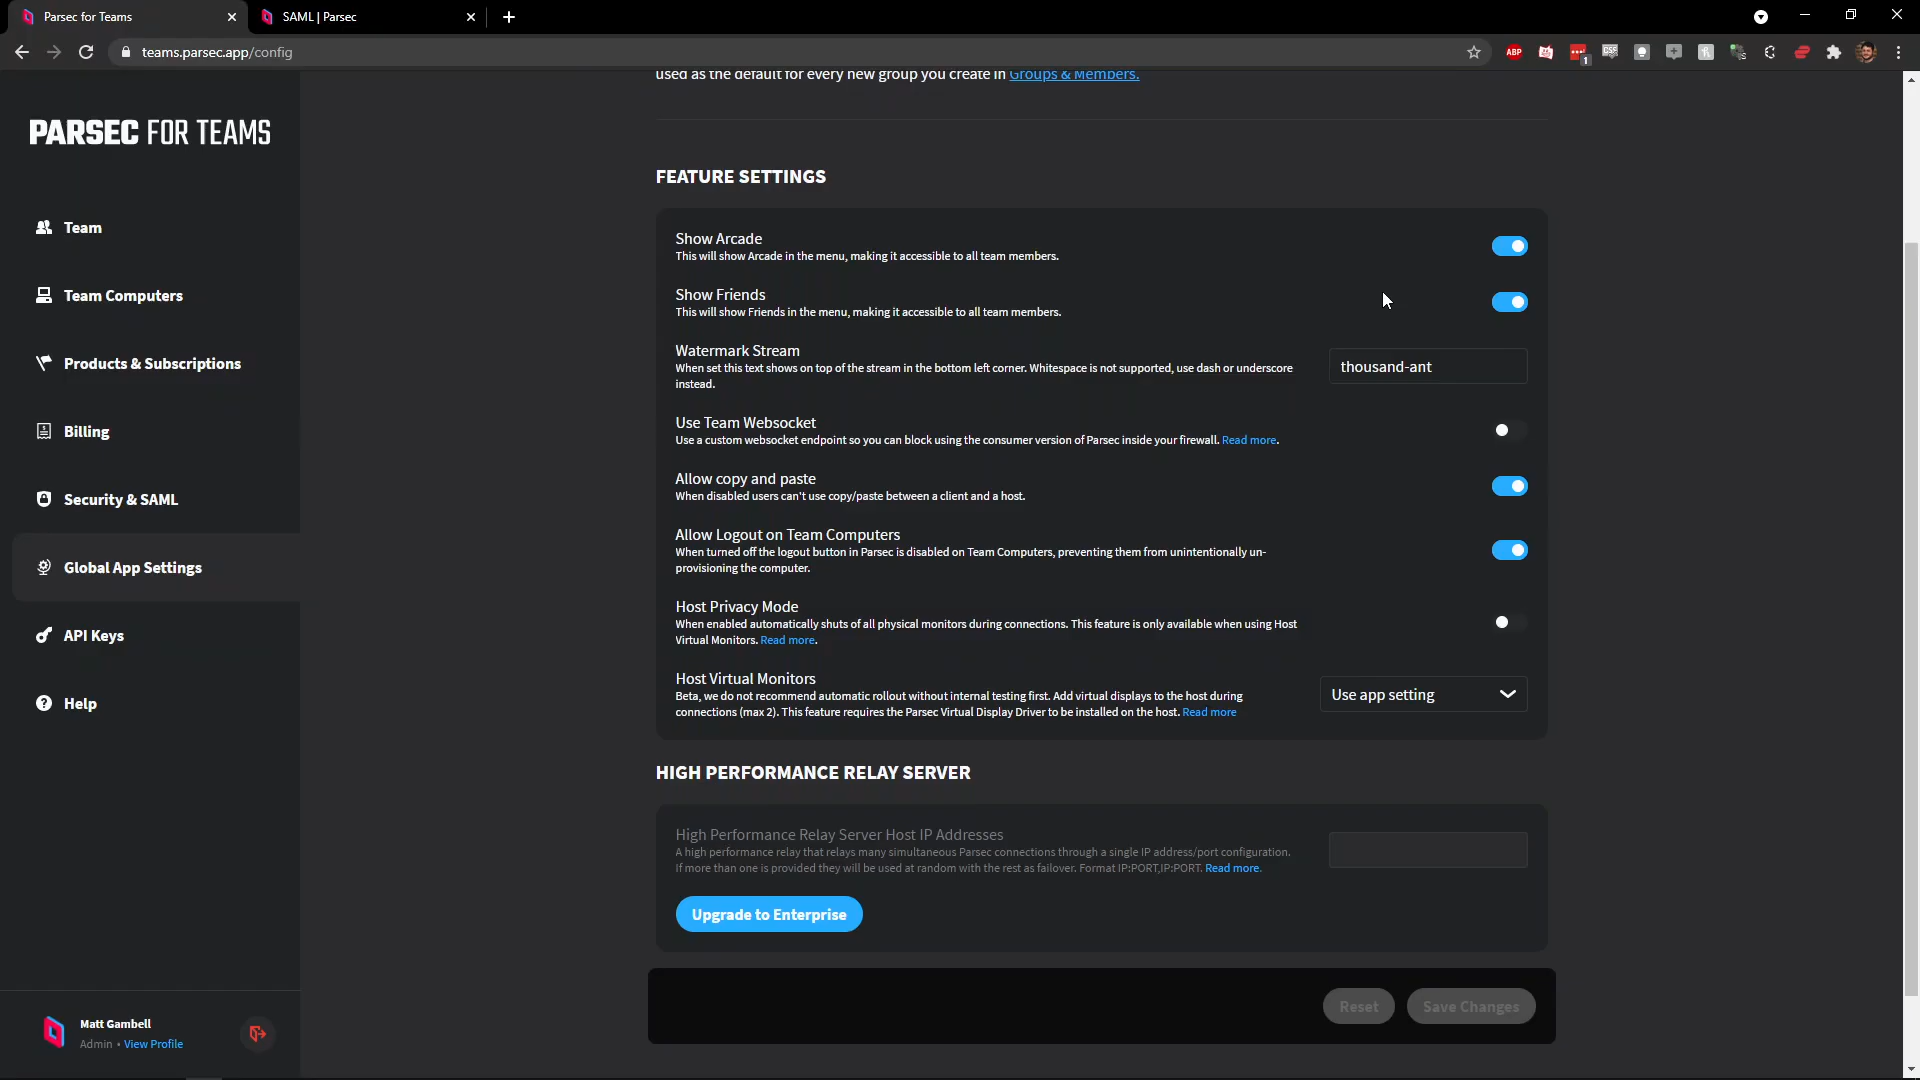 Parsec for Teams
SAML | Parsec
teams.parsec.app/config
ABP
1
used as the default for every new group you create in Groups & Members.
PARSEC FOR TEAMS
Team
Team Computers
Products & Subscriptions
Billing
Security & SAML
Global App Settings
API Keys
Help
FEATURE SETTINGS
Show Arcade
This will show Arcade in the menu, making it accessible to all team members.
Show Friends
This will show Friends in the menu, making it accessible to all team members.
Watermark Stream
When set this text shows on top of the stream in the bottom left corner. Whitespace is not supported, use dash or underscore
instead.
thousand-ant
Use Team Websocket
Use a custom websocket endpoint so you can block using the consumer version of Parsec inside your firewall. Read more.
Allow copy and paste
When disabled users can't use copy/paste between a client and a host.
Allow Logout on Team Computers
When turned off the logout button in Parsec is disabled on Team Computers, preventing them from unintentionally un-
provisioning the computer.
Host Privacy Mode
When enabled automatically shuts of all physical monitors during connections. This feature is only available when using Host
Virtual Monitors. Read more.
Host Virtual Monitors
Beta, we do not recommend automatic rollout without internal testing first. Add virtual displays to the host during
connections (max 2). This feature requires the Parsec Virtual Display Driver to be installed on the host. Read more
Use app setting
HIGH PERFORMANCE RELAY SERVER
High Performance Relay Server Host IP Addresses
A high performance relay that relays many simultaneous Parsec connections through a single IP address/port configuration.
If more than one is provided they will be used at random with the rest as failover. Format IP:PORT,IP:PORT. Read more.
Upgrade to Enterprise
Reset
Save Changes
Matt Gambell
Admin • View Profile